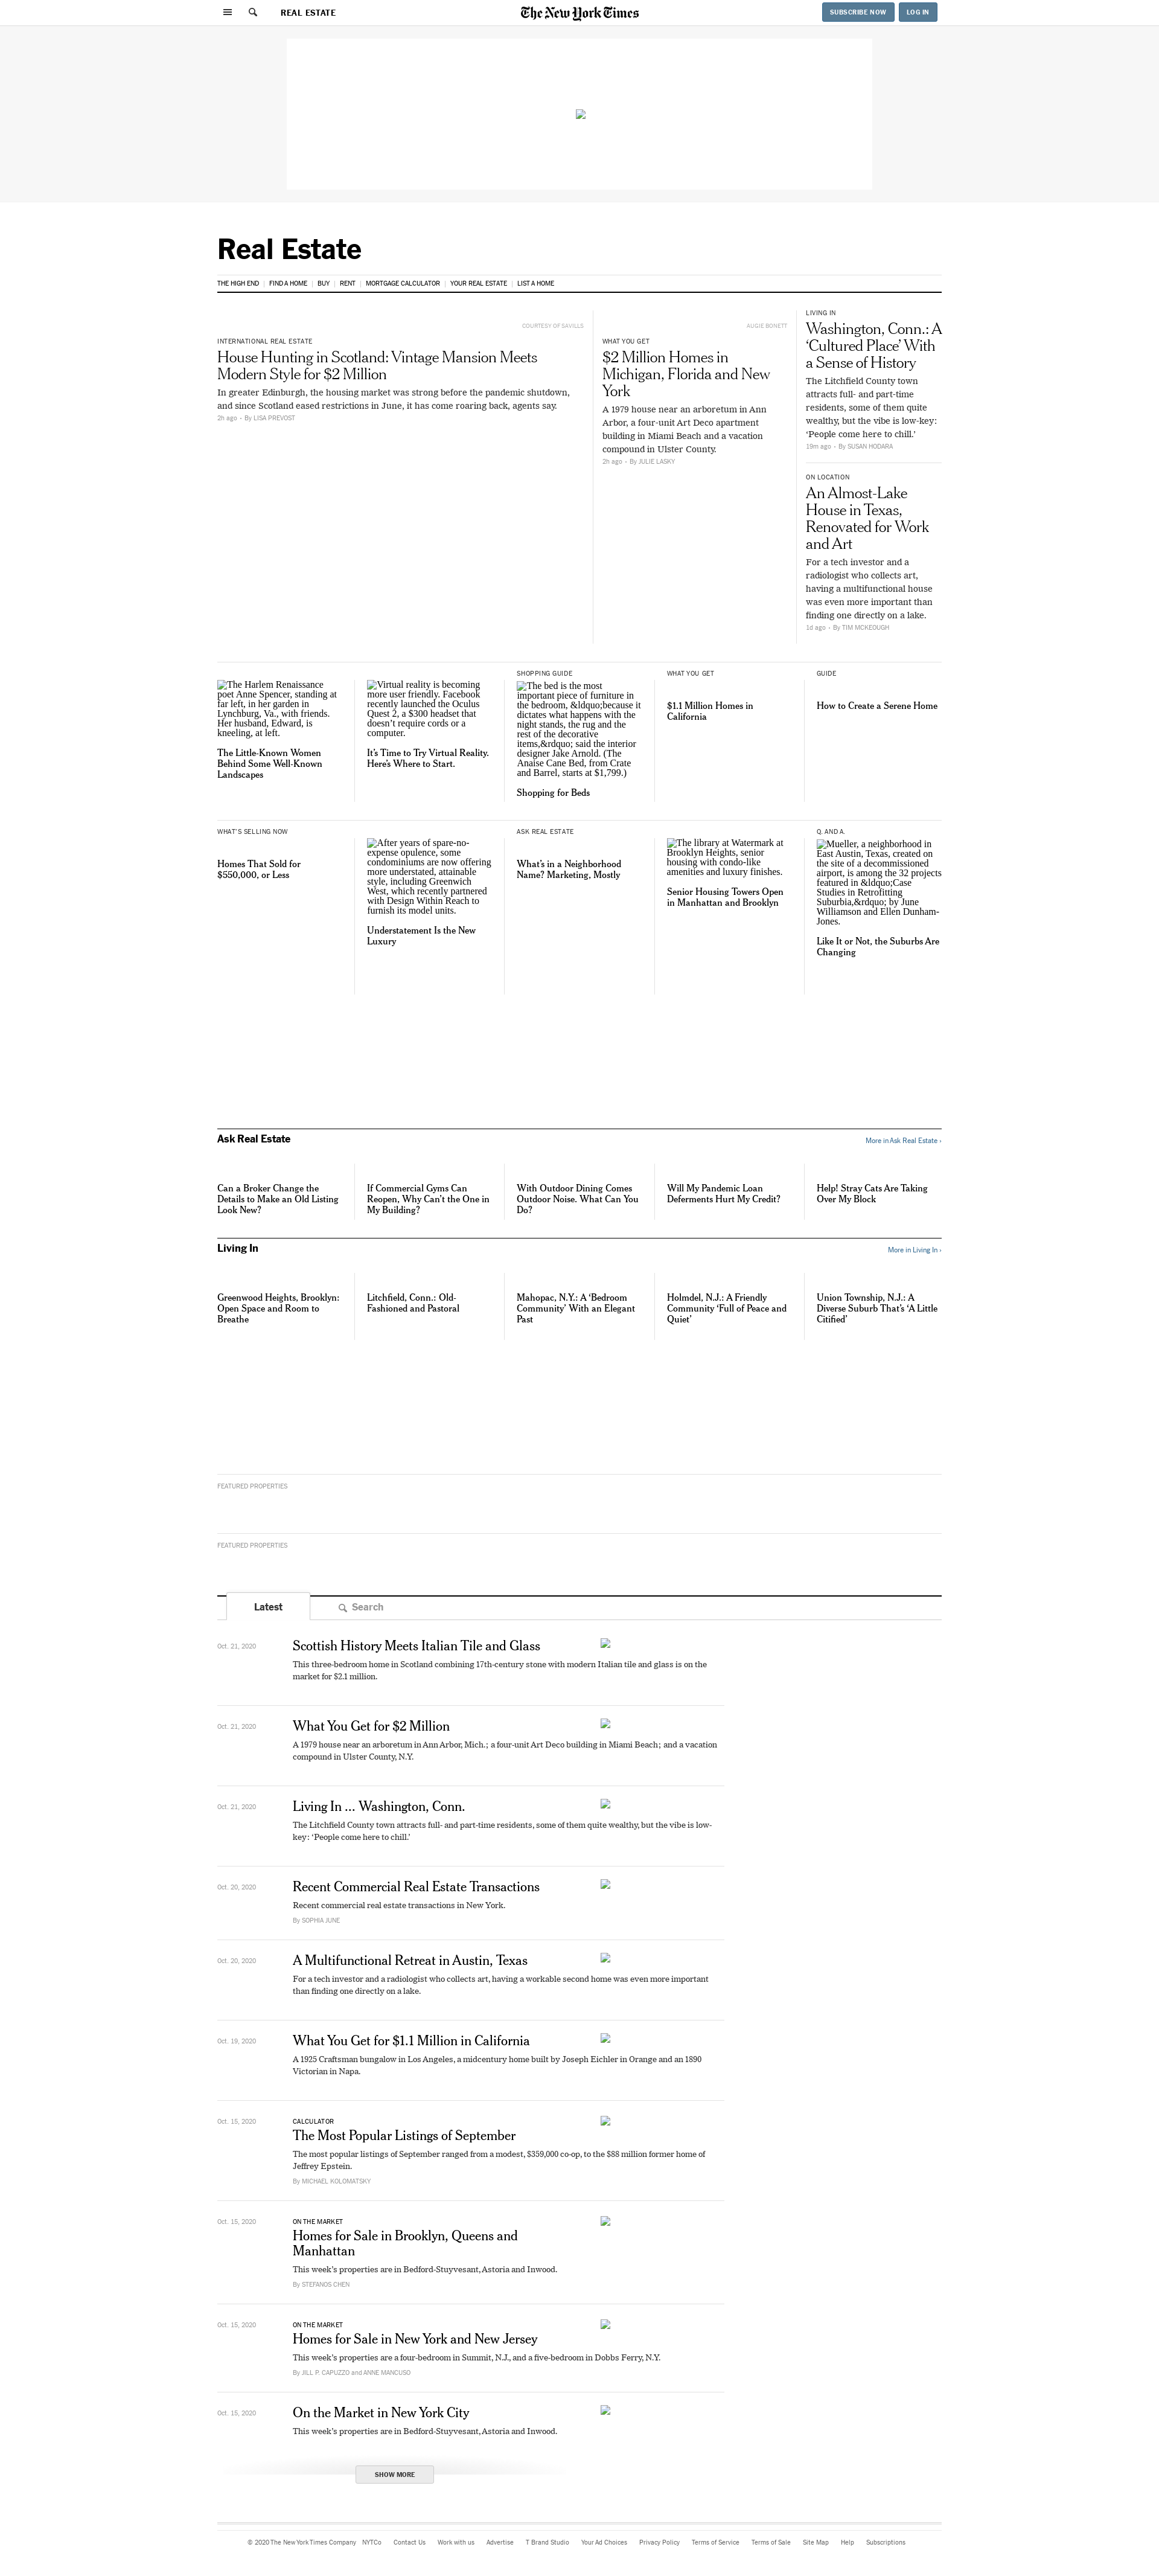 REAL ESTATE
The New York Times
SUBSCRIBE NOW
LOG IN
Real Estate
THE HIGH END
FIND A HOME
BUY
RENT
MORTGAGE CALCULATOR
YOUR REAL ESTATE
LIST A HOME
COURTESY OF SAVILLS
INTERNATIONAL REAL ESTATE
House Hunting in Scotland: Vintage Mansion Meets
Modern Style for $2 Million
In greater Edinburgh, the housing market was strong before the pandemic shutdown,
and since Scotland eased restrictions in June, it has come roaring back, agents say.
2h ago - By LISA PREVOST
AUGIE BONETT
WHAT YOU GET
$2 Million Homes in
Michigan, Florida and New
York
A 1979 house near an arboretum in Ann
Arbor, a four-unit Art Deco apartment
building in Miami Beach and a vacation
compound in Ulster County.
2h ago - By JULIE LASKY
LIVING IN
Washington, Conn.: A
‘Cultured Place’ With
a Sense of History
The Litchfield County town
attracts full- and part-time
residents, some of them quite
wealthy, but the vibe is low-key:
‘People come here to chill.’
19m ago - By SUSAN HODARA
ON LOCATION
An Almost-Lake
House in Texas,
Renovated for Work
and Art
For a tech investor and a
radiologist who collects art,
having a multifunctional house
was even more important than
finding one directly on a lake.
1d ago - By TIM MCKEOUGH
The Harlem Renaissance
poet Anne Spencer, standing at
far left, in her garden in
Lynchburg, Va., with friends.
Her husband, Edward, is
kneeling, at left.
The Little-Known Women
Behind Some Well-Known
Landscapes
Virtual reality is becoming
more user friendly. Facebook
recently launched the Oculus
Quest 2, a $300 headset that
doesn’t require cords or a
computer.
It’s Time to Try Virtual Reality.
Here’s Where to Start.
SHOPPING GUIDE
The bed is the most
important piece of furniture in
the bedroom, &ldquo;because it
dictates what happens with the
night stands, the rug and the
rest of the decorative
items,&rdquo; said the interior
designer Jake Arnold. (The
Anaise Cane Bed, from Crate
and Barrel, starts at $1,799.)
Shopping for Beds
WHAT YOU GET
$1.1 Million Homes in
California
GUIDE
How to Create a Serene Home
WHAT'S SELLING NOW
Homes That Sold for
$550,000, or Less
After years of spare-no-
expense opulence, some
condominiums are now offering
more understated, attainable
style, including Greenwich
West, which recently partnered
with Design Within Reach to
furnish its model units.
Understatement Is the New
Luxury
ASK REAL ESTATE
What’s in a Neighborhood
Name? Marketing, Mostly
The library at Watermark at
Brooklyn Heights, senior
housing with condo-like
amenities and luxury finishes.
Senior Housing Towers Open
in Manhattan and Brooklyn
Q. AND A.
Mueller, a neighborhood in
East Austin, Texas, created on
the site of a decommissioned
airport, is among the 32 projects
featured in &ldquo;Case
Studies in Retrofitting
Suburbia,&rdquo; by June
Williamson and Ellen Dunham-
Jones.
Like It or Not, the Suburbs Are
Changing
Ask Real Estate
More in Ask Real Estate ›
Can a Broker Change the
Details to Make an Old Listing
Look New?
If Commercial Gyms Can
Reopen, Why Can’t the One in
My Building?
With Outdoor Dining Comes
Outdoor Noise. What Can You
Do?
Will My Pandemic Loan
Deferments Hurt My Credit?
Help! Stray Cats Are Taking
Over My Block
Living In
More in Living In ›
Greenwood Heights, Brooklyn:
Open Space and Room to
Breathe
Litchfield, Conn.: Old-
Fashioned and Pastoral
Mahopac, N.Y.: A ‘Bedroom
Community’ With an Elegant
Past
Holmdel, N.J.: A Friendly
Community ‘Full of Peace and
Quiet’
Union Township, N.J.: A
Diverse Suburb That’s ‘A Little
Citified’
FEATURED PROPERTIES
FEATURED PROPERTIES
Latest
Search
Oct. 21, 2020
Scottish History Meets Italian Tile and Glass
This three-bedroom home in Scotland combining 17th-century stone with modern Italian tile and glass is on the
market for $2.1 million.
Oct. 21, 2020
What You Get for $2 Million
A 1979 house near an arboretum in Ann Arbor, Mich.; a four-unit Art Deco building in Miami Beach; and a vacation
compound in Ulster County, N.Y.
Oct. 21, 2020
Living In ... Washington, Conn.
The Litchfield County town attracts full- and part-time residents, some of them quite wealthy, but the vibe is low-
key: ‘People come here to chill.’
Oct. 20, 2020
Recent Commercial Real Estate Transactions
Recent commercial real estate transactions in New York.
By SOPHIA JUNE
Oct. 20, 2020
A Multifunctional Retreat in Austin, Texas
For a tech investor and a radiologist who collects art, having a workable second home was even more important
than finding one directly on a lake.
Oct. 19, 2020
What You Get for $1.1 Million in California
A 1925 Craftsman bungalow in Los Angeles, a midcentury home built by Joseph Eichler in Orange and an 1890
Victorian in Napa.
Oct. 15, 2020
CALCULATOR
The Most Popular Listings of September
The most popular listings of September ranged from a modest, $359,000 co-op, to the $88 million former home of
Jeffrey Epstein.
By MICHAEL KOLOMATSKY
Oct. 15, 2020
ON THE MARKET
Homes for Sale in Brooklyn, Queens and
Manhattan
This week’s properties are in Bedford-Stuyvesant, Astoria and Inwood.
By STEFANOS CHEN
Oct. 15, 2020
ON THE MARKET
Homes for Sale in New York and New Jersey
This week’s properties are a four-bedroom in Summit, N.J., and a five-bedroom in Dobbs Ferry, N.Y.
By JILL P. CAPUZZO and ANNE MANCUSO
Oct. 15, 2020
On the Market in New York City
This week’s properties are in Bedford-Stuyvesant, Astoria and Inwood.
SHOW MORE
© 2020 The New York Times Company
NYTCo
Contact Us
Work with us
Advertise
T Brand Studio
Your Ad Choices
Privacy Policy
Terms of Service
Terms of Sale
Site Map
Help
Subscriptions